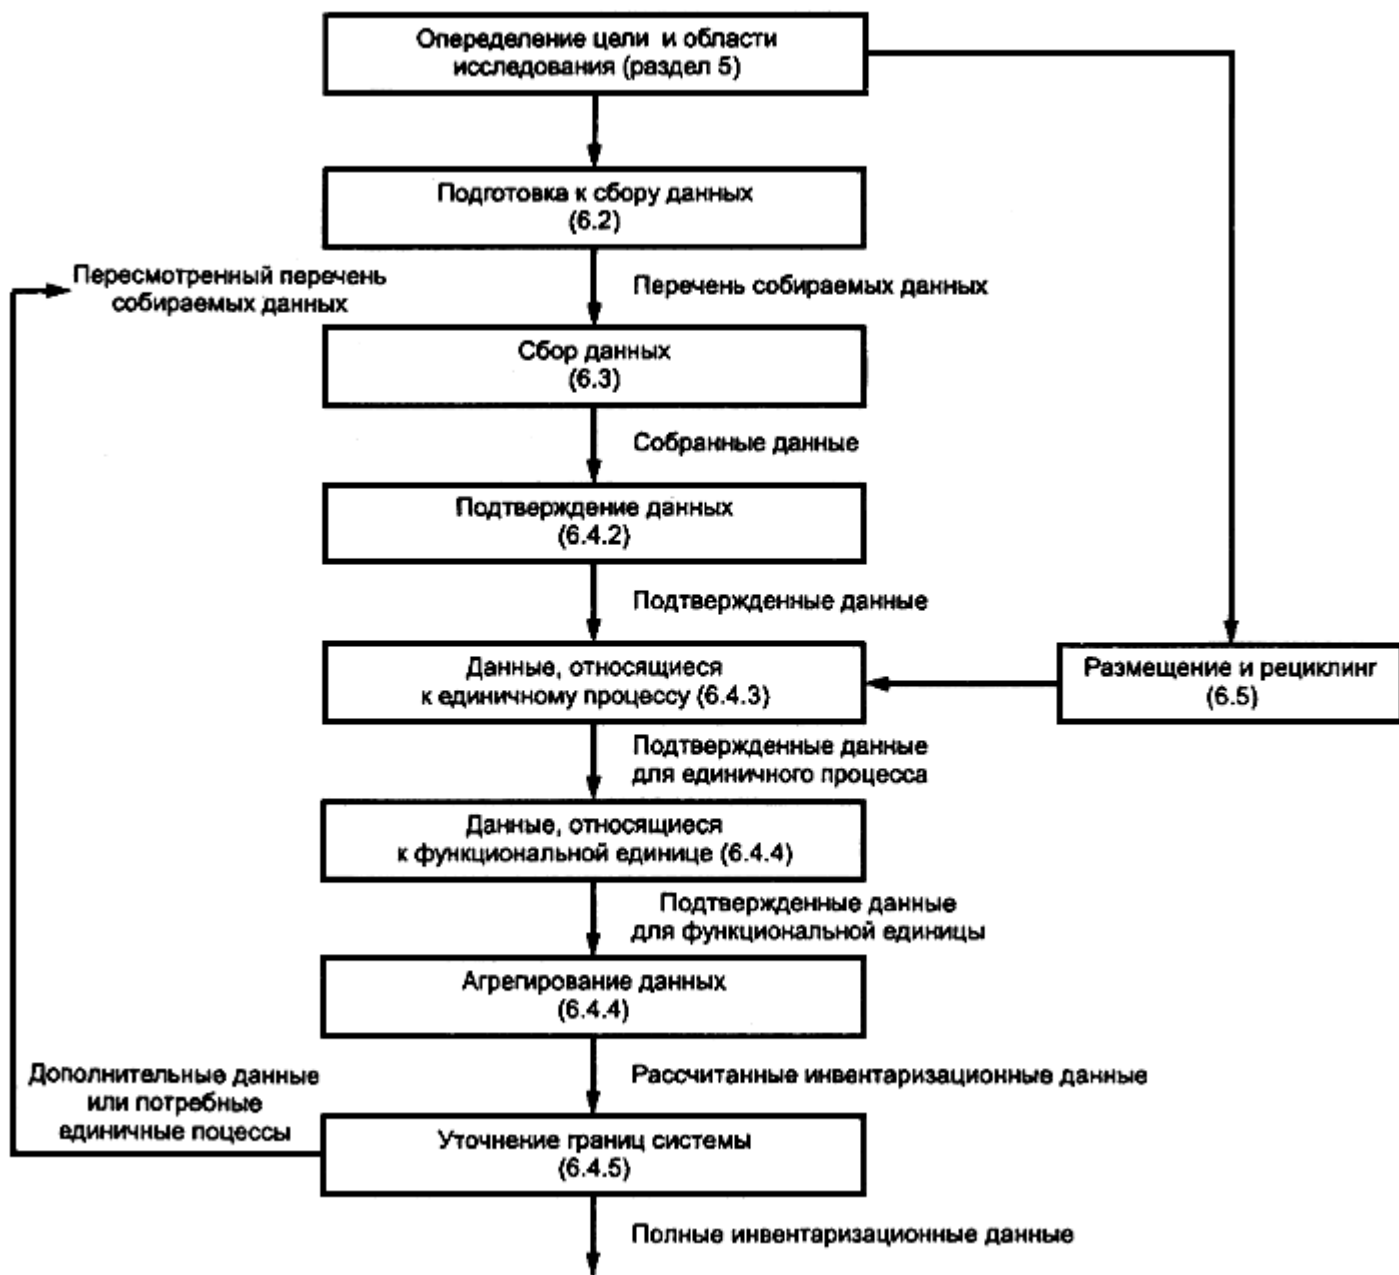 Опеределение цели и области
исследования (раздел 5)
Подготовка к сбору данных
(6.2)
Пересмотренный перечень
собираемых данных
Перечень собираемых данных
Сбор данных
(6.3)
Собранные данные
Подтверждение данных
(6.4.2)
Подтвержденные данные
Данные, относящиеся
к единичному процессу (6.4.3)
Размещение и рециклинг
(6.5)
Подтвержденные данные
для единичного процесса
Данные, относящиеся
к функциональной единице (6.4.4)
Подтвержденные данные
для функциональной единицы
Агрегирование данных
(6.4.4)
Рассчитанные инвентаризационные данные
Дополнительные данные
или потребные
единичные поцессы
Уточнение границ системы
(6.4.5)
Полные инвентаризационные данные